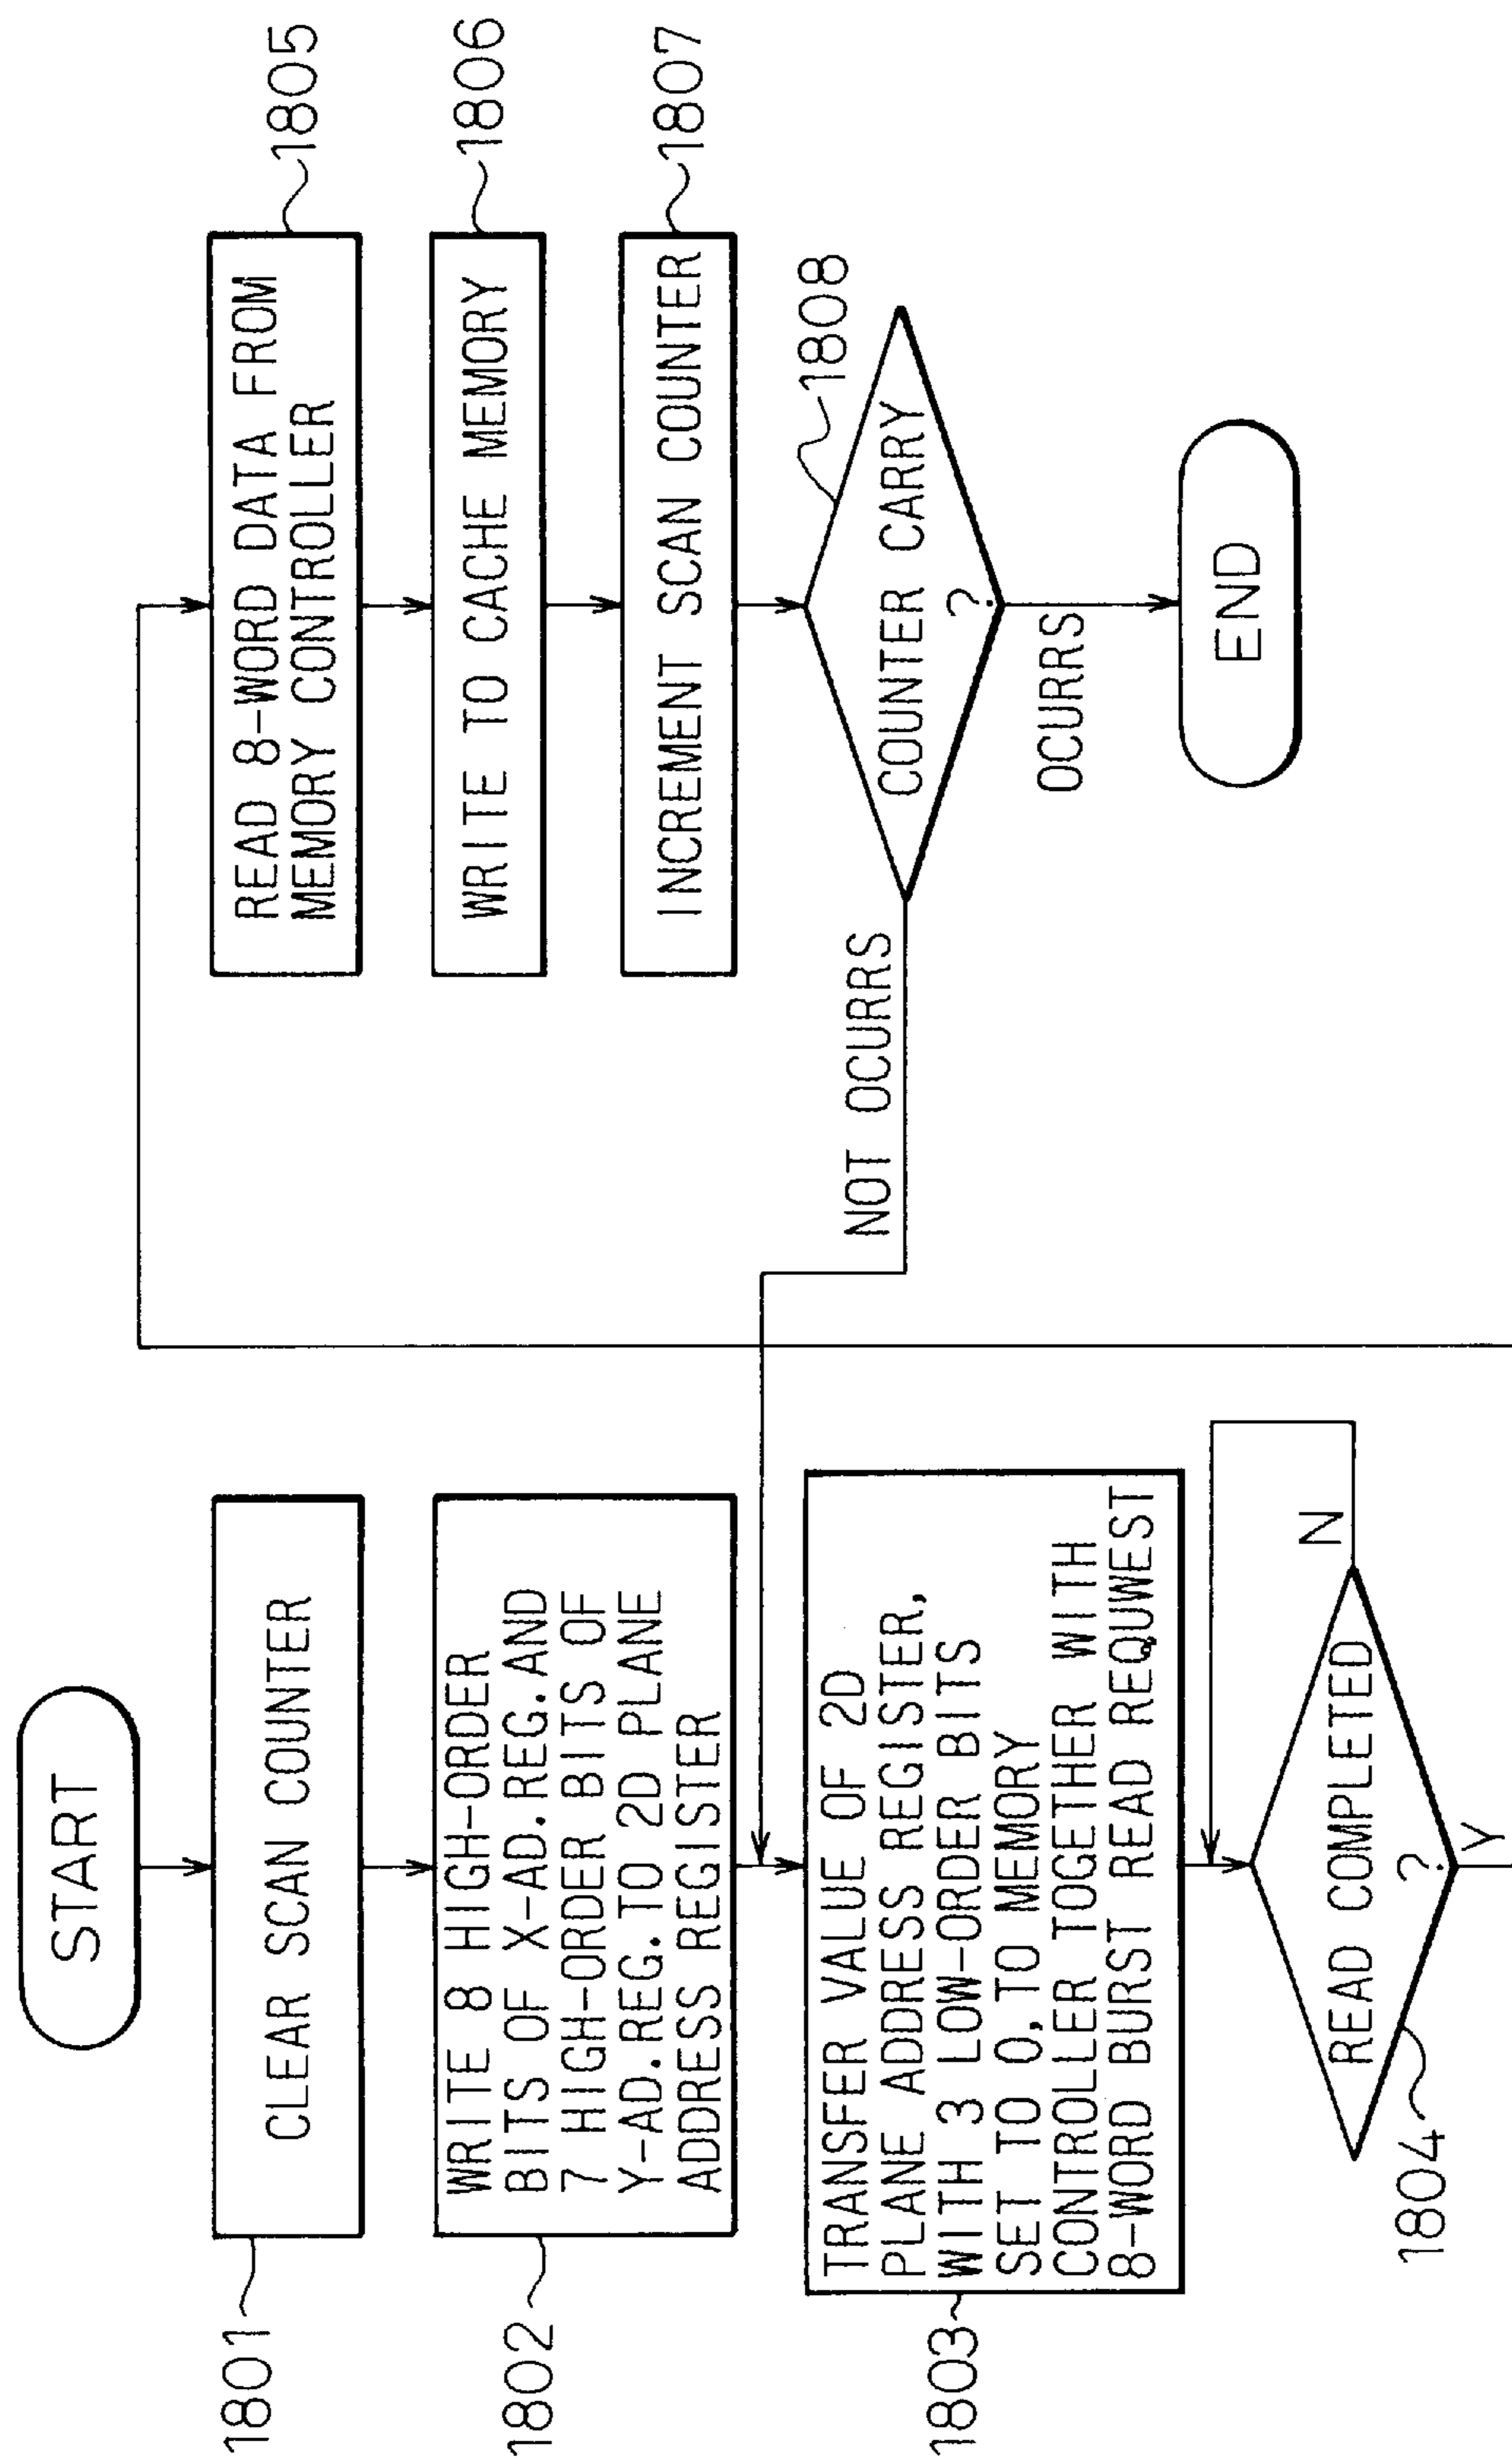 START
1801
CLEAR SCAN COUNTER
1802
WRITE 8 HIGH-ORDER
BITS OF X-AD.REG.AND
7 HIGH-ORDER BITS OF
Y-AD.REG.TO 2D PLANE
ADDRESS REGISTER
1803
TRANSFER VALUE OF 2D
PLANE ADDRESS REGISTER,
WITH 3 LOW-ORDER BITS
SET TO 0,TO MEMORY
CONTROLLER TOGETHER WITH
8-WORD BURST READ REQUWEST
1804
READ COMPLETED
?
N
Y
1805
READ 8-WORD DATA FROM
MEMORY CONTROLLER
1806
WRITE TO CACHE MEMORY
1807
INCREMENT SCAN COUNTER
1808
COUNTER CARRY
?
NOT OCURRS
OCURRS
END